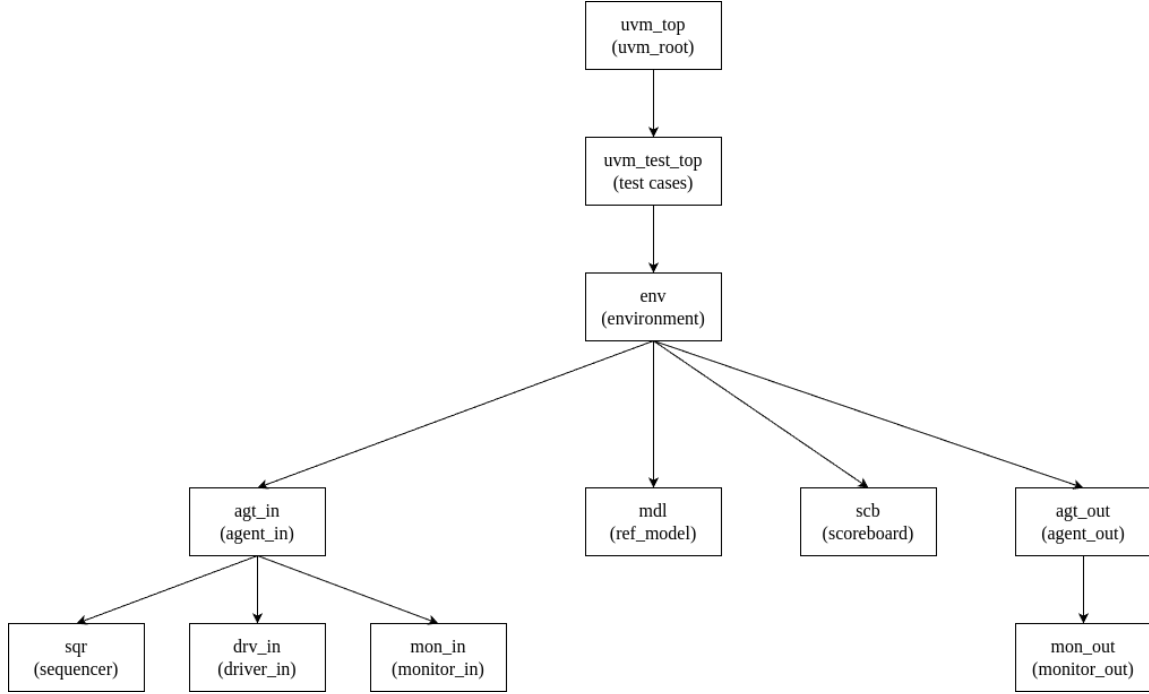 uvm_top
(uvm_root)
uvm_test_top
(test cases)
env
(environment)
agt_in
(agent_in)
mdl
(ref_model)
scb
(scoreboard)
agt_out
(agent_out)
sqr
(sequencer)
drv_in
(driver_in)
mon_in
(monitor_in)
mon_out
(monitor_out)